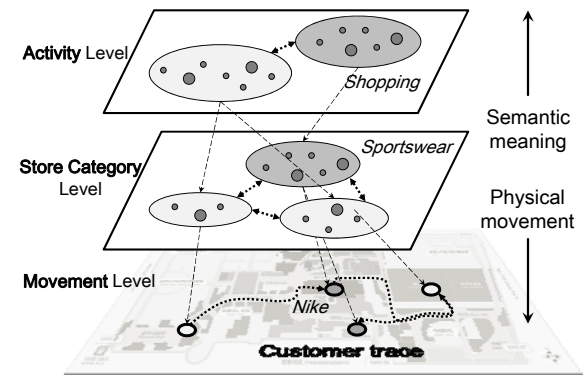 Activity Level
Shopping
Semantic
meaning
Sportswear
Store Category
Level
Physical
movement
Movement Level
Nike
Customer trace